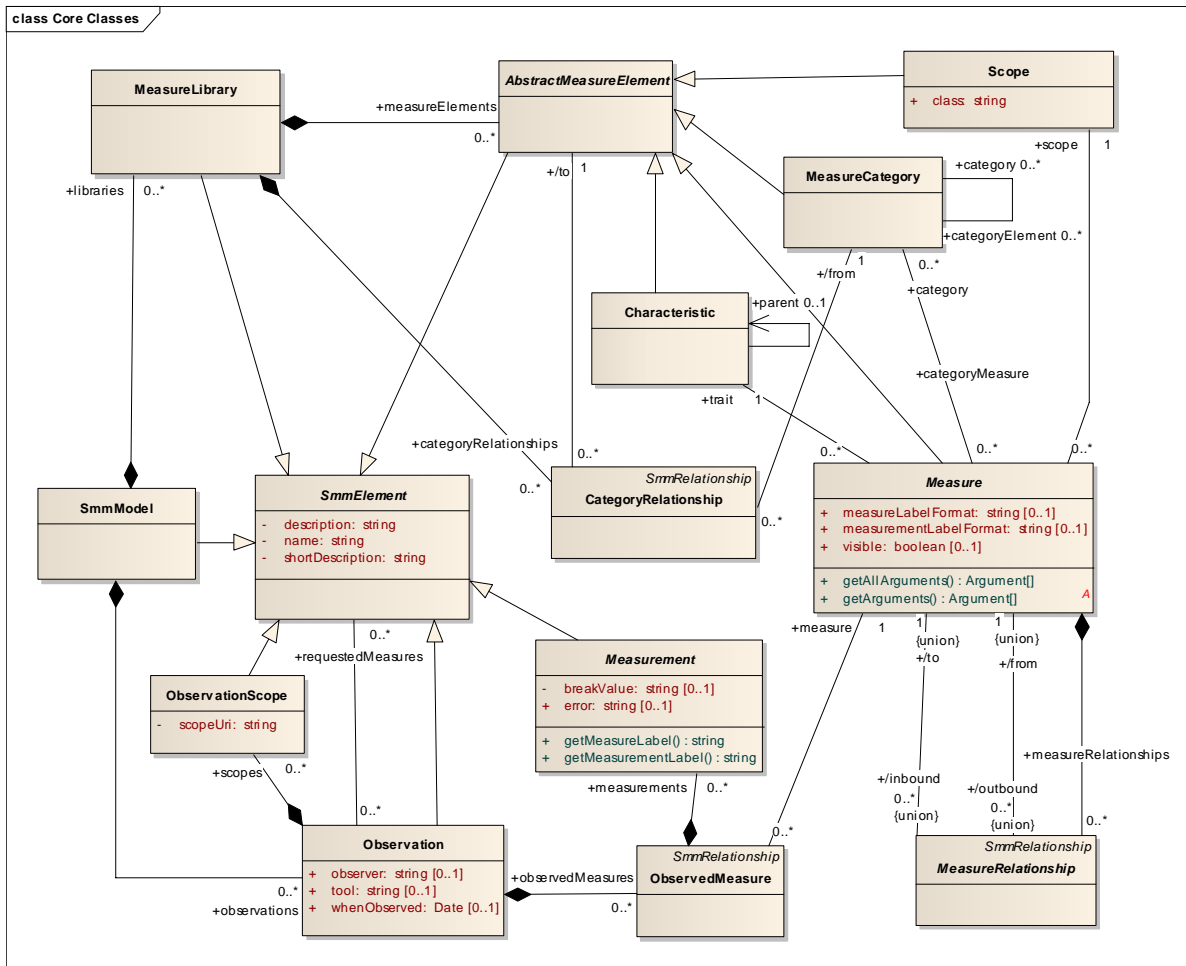 class Core Classes
MeasureLibrary
AbstractMeasureElement
Scope
+ class: string
+measureElements
0..*
+scope 1
+libraries 0..*
+/to 1
MeasureCategory
+category 0..*
+categoryElement 0..*
+/from 1
0..*
+category
Characteristic
+parent 0..1
+categoryMeasure
+trait 1
+categoryRelationships
0..*
0..*
0..*
0..*
0..*
SmmRelationship
CategoryRelationship
0..*
SmmModel
SmmElement
- description: string
- name: string
- shortDescription: string
Measure
+ measureLabelFormat: string [0..1]
+ measurementLabelFormat: string [0..1]
+ visible: boolean [0..1]
+ getAllArguments() : Argument[]
+ getArguments() : Argument[]
A
0..*
+requestedMeasures
+measure 1
1
{union}
+/to
1
{union}
+/from
Measurement
- breakValue: string [0..1]
+ error: string [0..1]
+ getMeasureLabel() : string
+ getMeasurementLabel() : string
ObservationScope
- scopeUri: string
+scopes 0..*
+measurements 0..*
+measureRelationships
+/inbound
0..*
{union}
+/outbound
0..*
{union}
0..*
0..*
0..*
Observation
+ observer: string [0..1]
+ tool: string [0..1]
+ whenObserved: Date [0..1]
0..*
+observations
+observedMeasures
0..*
SmmRelationship
ObservedMeasure
SmmRelationship
MeasureRelationship